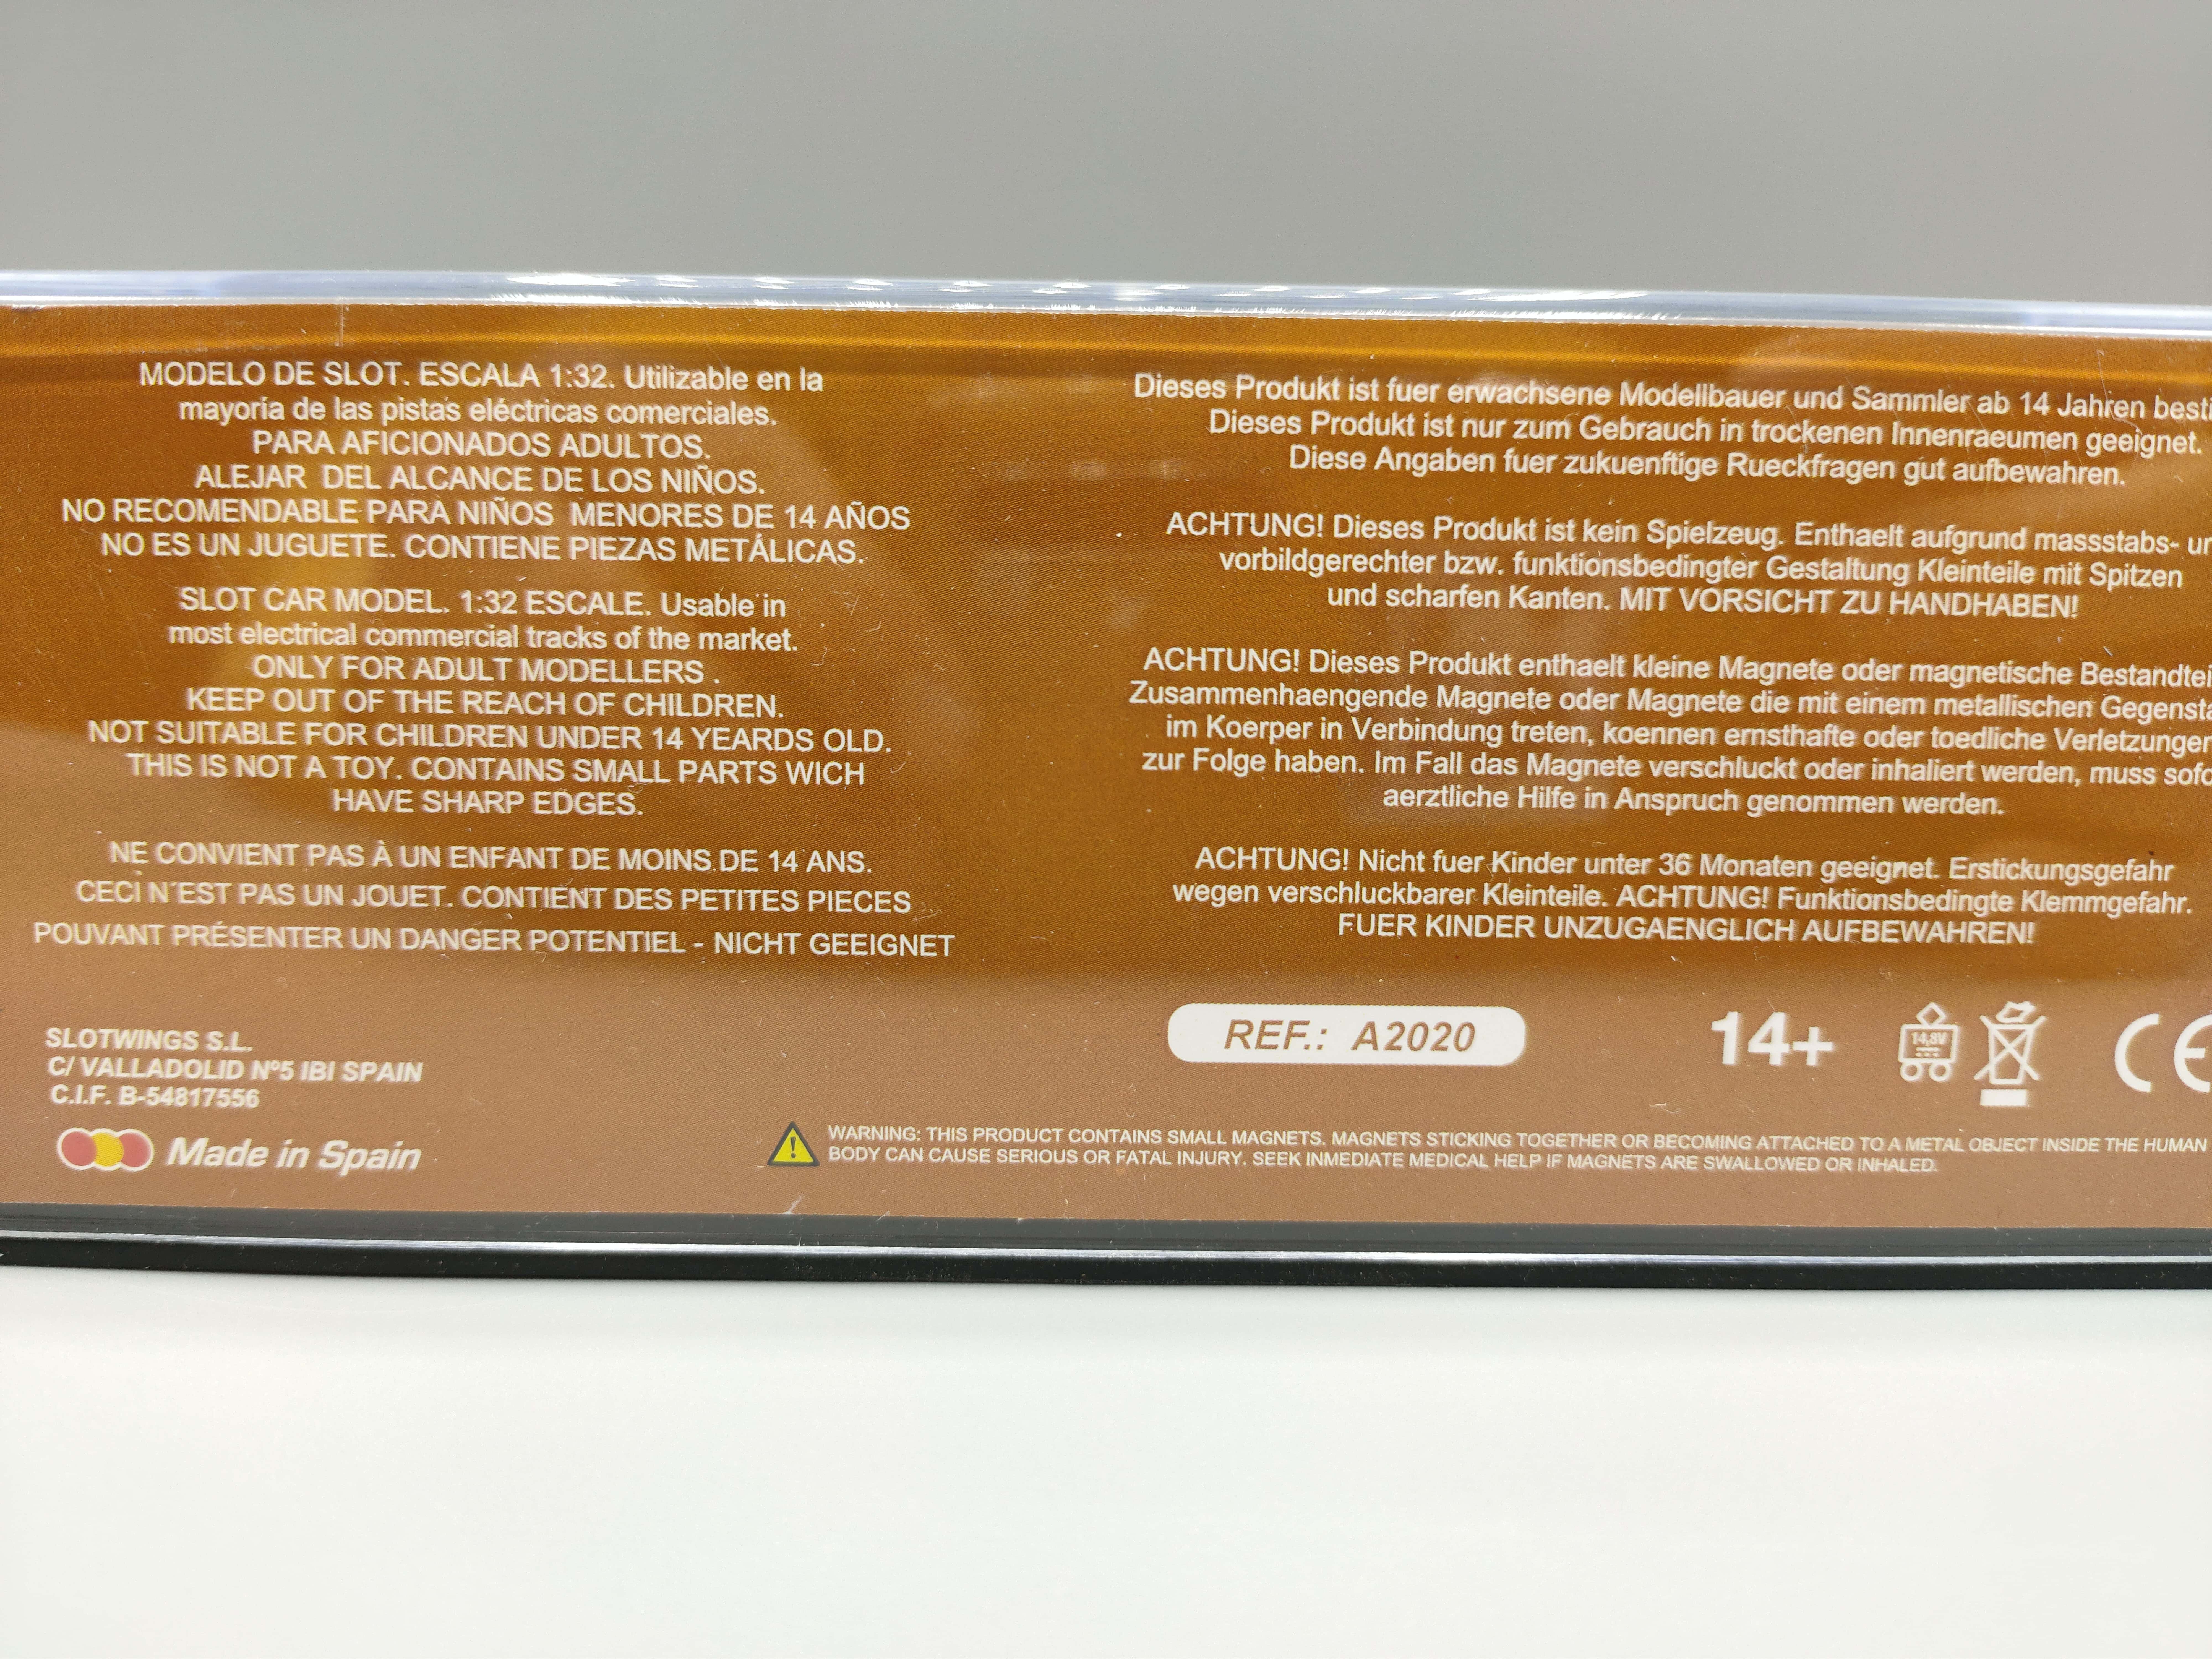 MODELO DE SLOT. ESCALA 1:32. Utilizable en la
mayoría de las pistas eléctricas comerciales.
PARA AFICIONADOS ADULTOS.
ALEJAR DEL ALCANCE DE LOS NIÑOS.
NO RECOMENDABLE PARA NIÑOS MENORES DE 14 AÑOS
NO ES UN JUGUETE. CONTIENE PIEZAS METÁLICAS.
SLOT CAR MODEL. 1:32 ESCALE. Usable in
most electrical commercial tracks of the market.
ONLY FOR ADULT MODELLERS .
KEEP OUT OF THE REACH OF CHILDREN.
NOT SUITABLE FOR CHILDREN UNDER 14 YEARDS OLD.
THIS IS NOT A TOY. CONTAINS SMALL PARTS WICH
HAVE SHARP EDGES.
NE CONVIENT PAS À UN ENFANT DE MOINS DE 14 ANS.
CECI N´EST PAS UN JOUET. CONTIENT DES PETITES PIECES
POUVANT PRÉSENTER UN DANGER POTENTIEL - NICHT GEEIGNET
SLOTWINGS S.L.
C/ VALLADOLID Nº5 IBI SPAIN
C.I.F. B-54817556
Made in Spain
Dieses Produkt ist fuer erwachsene Modellbauer und Sammler ab 14 Jahren
Dieses Produkt ist nur zum Gebrauch in trockenen Innenraeumen geeignet.
Diese Angaben fuer zukuenftige Rueckfragen gut aufbewahren.
ACHTUNG! Dieses Produkt ist kein Spielzeug. Enthaelt aufgrund massstabs-
vorbildgerechter bzw. funktionsbedingter Gestaltung Kleinteile mit Spitzen
und scharfen Kanten. MIT VORSICHT ZU HANDHABEN!
ACHTUNG! Dieses Produkt enthaelt kleine Magnete oder magnetische
Zusammenhaengende Magnete oder Magnete die mit einem metallischen
im Koerper in Verbindung treten, koennen ernsthafte oder toedliche
zur Folge haben. Im Fall das Magnete verschluckt oder inhaliert werden, muss
aerztliche Hilfe in Anspruch genommen werden.
ACHTUNG! Nicht fuer Kinder unter 36 Monaten geeignet. Erstickungsgefahr
wegen verschluckbarer Kleinteile. ACHTUNG! Funktionsbedingte Klemmgefahr.
FUER KINDER UNZUGAENGLICH AUFBEWAHREN!
REF.: A2020
14+
14,8V
CE
WARNING: THIS PRODUCT CONTAINS SMALL MAGNETS. MAGNETS STICKING TOGETHER OR BECOMING ATTACHED TO A METAL OBJECT INSIDE THE HUMAN
BODY CAN CAUSE SERIOUS OR FATAL INJURY. SEEK INMEDIATE MEDICAL HELP IF MAGNETS ARE SWALLOWED OR INHALED.